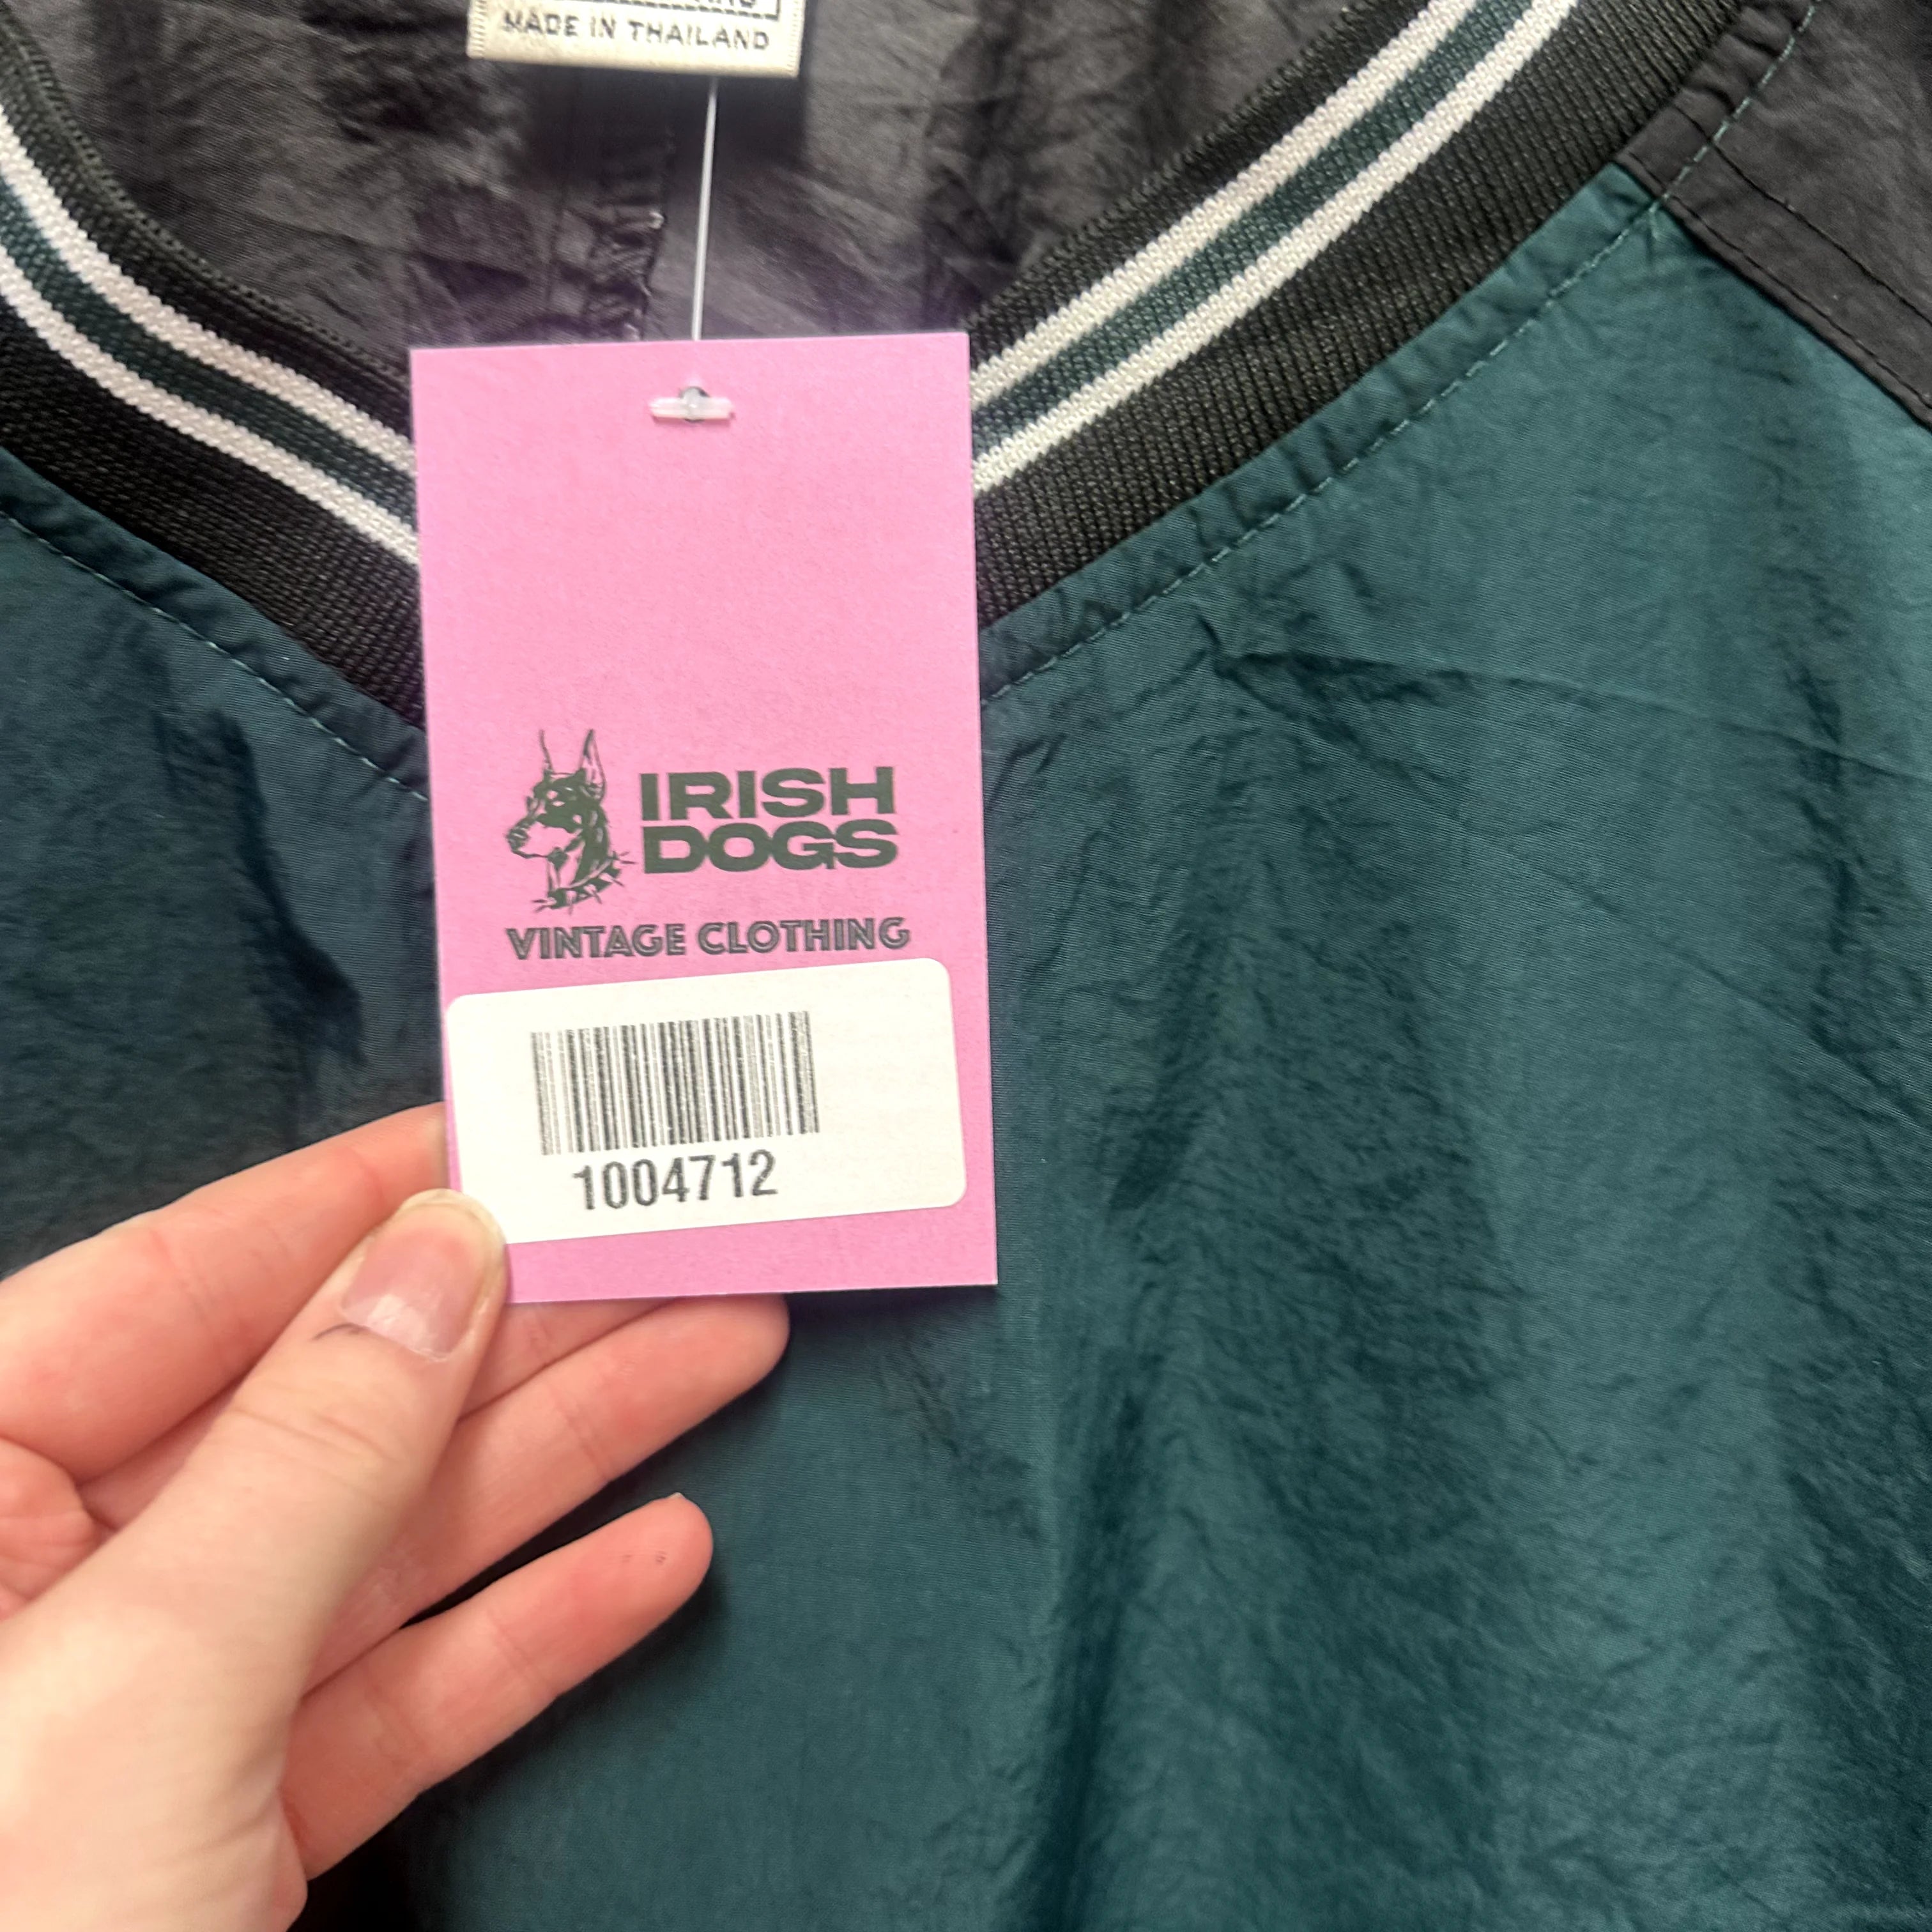 MADE IN THAILAND
IRISH
DOGS
VINTAGE CLOTHING
1004712